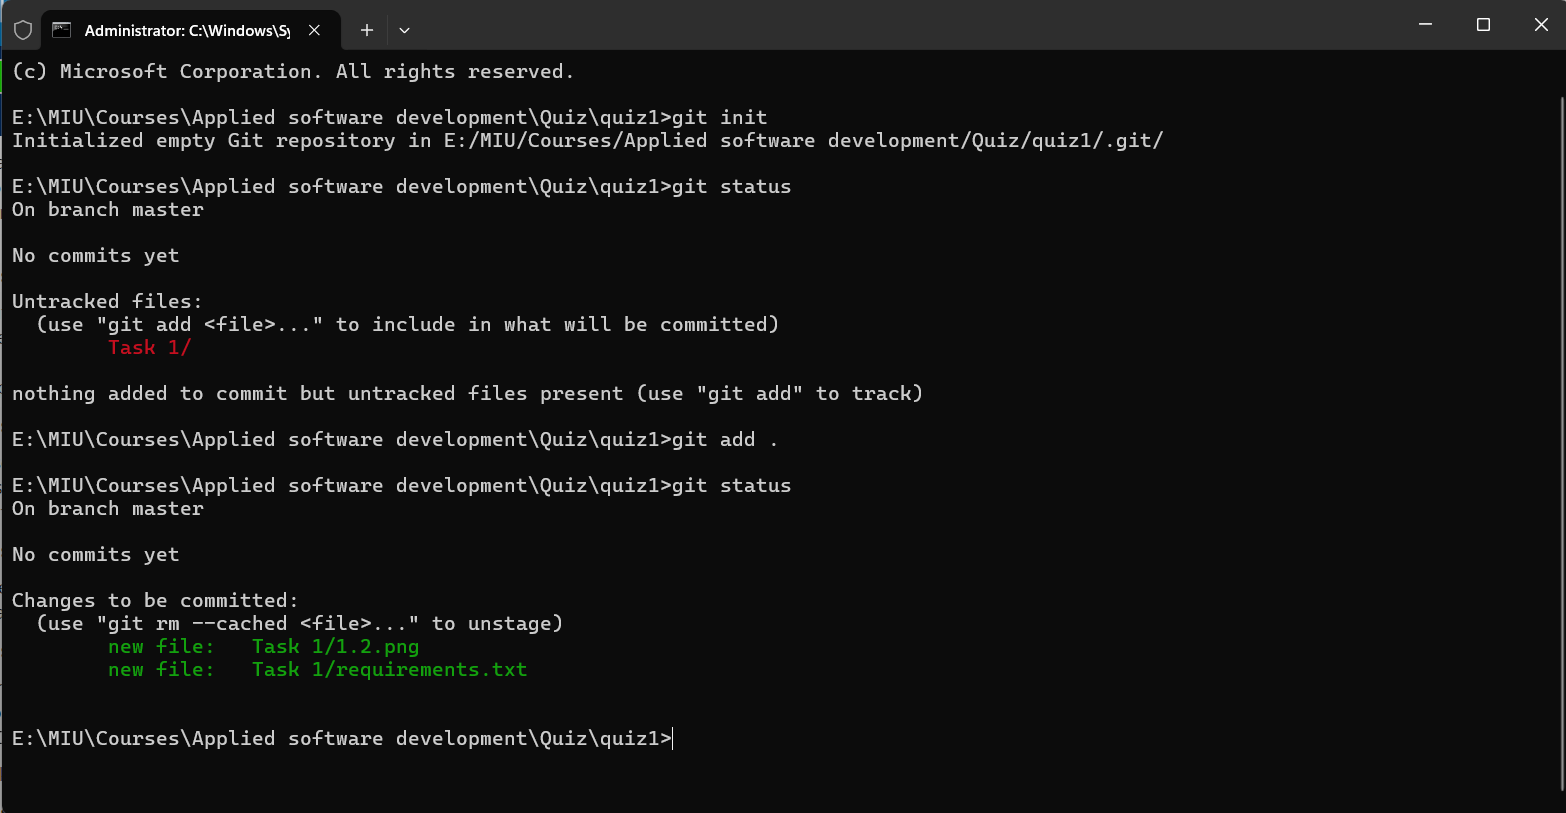 Administrator: C:\Windows\Sy
(c) Microsoft Corporation. All rights reserved.
E:\MIU\Courses\Applied software development\Quiz\quiz1>git init
Initialized empty Git repository in E:/MIU/Courses/Applied software development/Quiz/quiz1/.git/
E:\MIU\Courses\Applied software development\Quiz\quiz1>git status
On branch master
No commits yet
Untracked files:
  (use "git add <file>..." to include in what will be committed)
        Task 1/
nothing added to commit but untracked files present (use "git add" to track)
E:\MIU\Courses\Applied software development\Quiz\quiz1>git add .
E:\MIU\Courses\Applied software development\Quiz\quiz1>git status
On branch master
No commits yet
Changes to be committed:
  (use "git rm --cached <file>..." to unstage)
        new file:   Task 1/1.2.png
        new file:   Task 1/requirements.txt
E:\MIU\Courses\Applied software development\Quiz\quiz1>